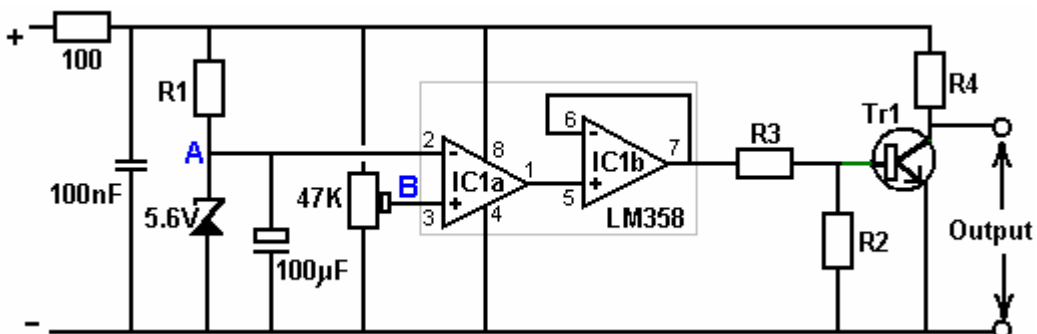 +
100
R1
R4
Tr1
A
2
-
8
6
-
7
R3
IC1b
1
100nF
47K
B
IC1a
5
+
5.6V
3
+
4
LM358
R2
Output
100µF
-